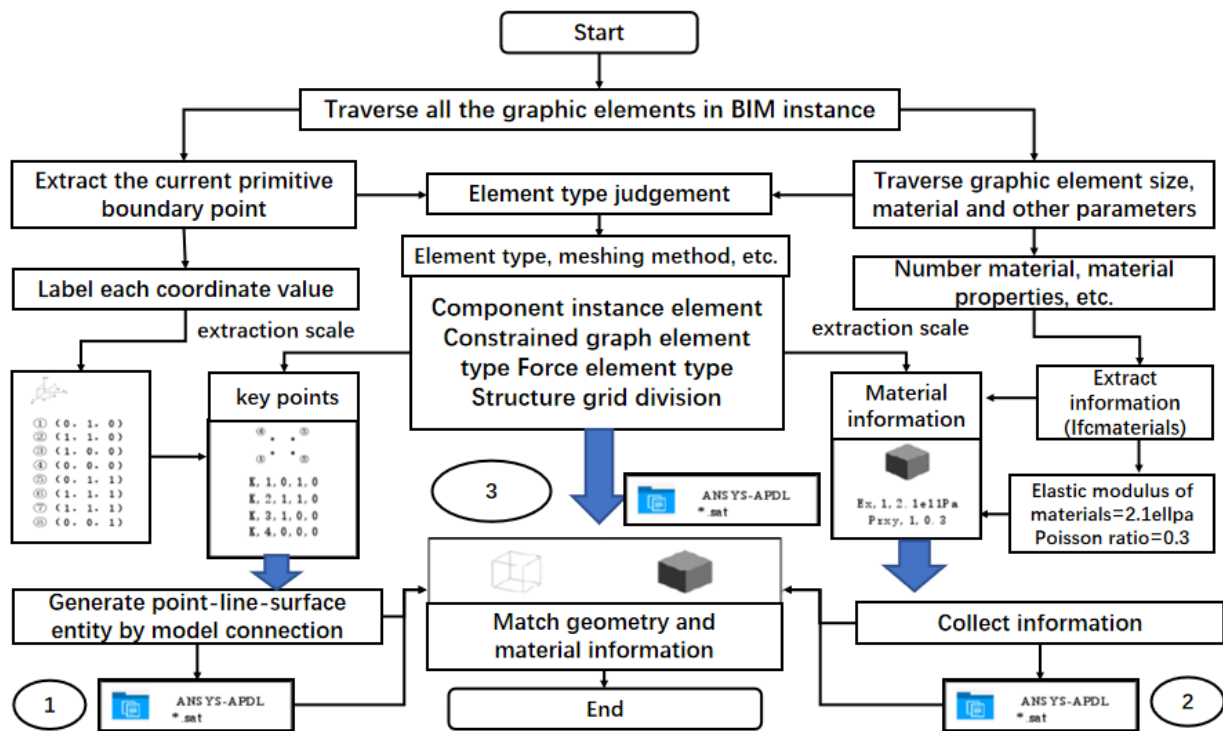 Start
Traverse all the graphic elements in BIM instance
Extract the current primitive
boundary point
Element type judgement
Traverse graphic element size,
material and other parameters
Element type, meshing method, etc.
Label each coordinate value
Number material, material
properties, etc.
extraction scale
Component instance element
Constrained graph element
type Force element type
Structure grid division
extraction scale
① (0, 1, 0)
② (1, 1, 0)
③ (1, 0, 0)
④ (0, 0, 0)
⑤ (0, 1, 1)
⑥ (1, 1, 1)
⑦ (1, 1, 1)
⑧ (0, 0, 1)
key points
④ ③
① ②
K, 1, 0, 1, 0
K, 2, 1, 1, 0
K, 3, 1, 0, 0
K, 4, 0, 0, 0
Material
information
Ex, 1, 2. 1e11Pa
Prxy, 1, 0. 3
Extract
information
(Ifcmaterials)
Elastic modulus of
materials=2.1ellpa
Poisson ratio=0.3
3
ANSYS-APDL
*.sat
Generate point-line-surface
entity by model connection
Match geometry and
material information
Collect information
1
ANSYS-APDL
*.sat
End
ANSYS-APDL
*.sat
2